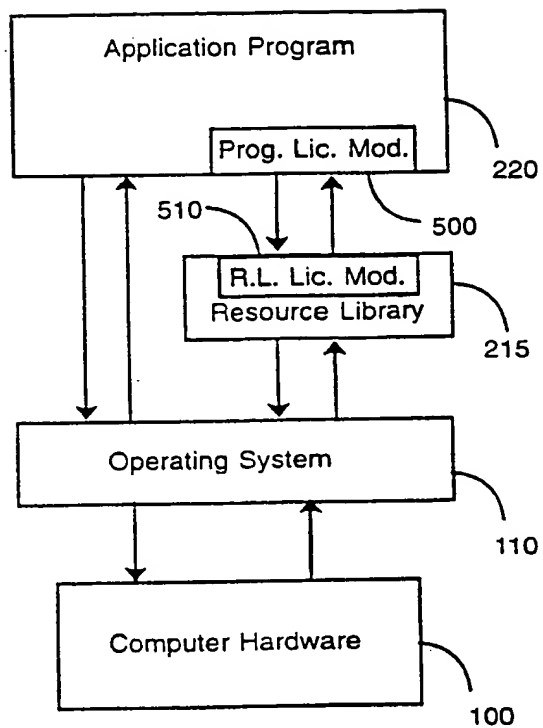 Application Program
Prog. Lic. Mod.
220
510
500
R.L. Lic. Mod.
Resource Library
215
Operating System
110
Computer Hardware
100